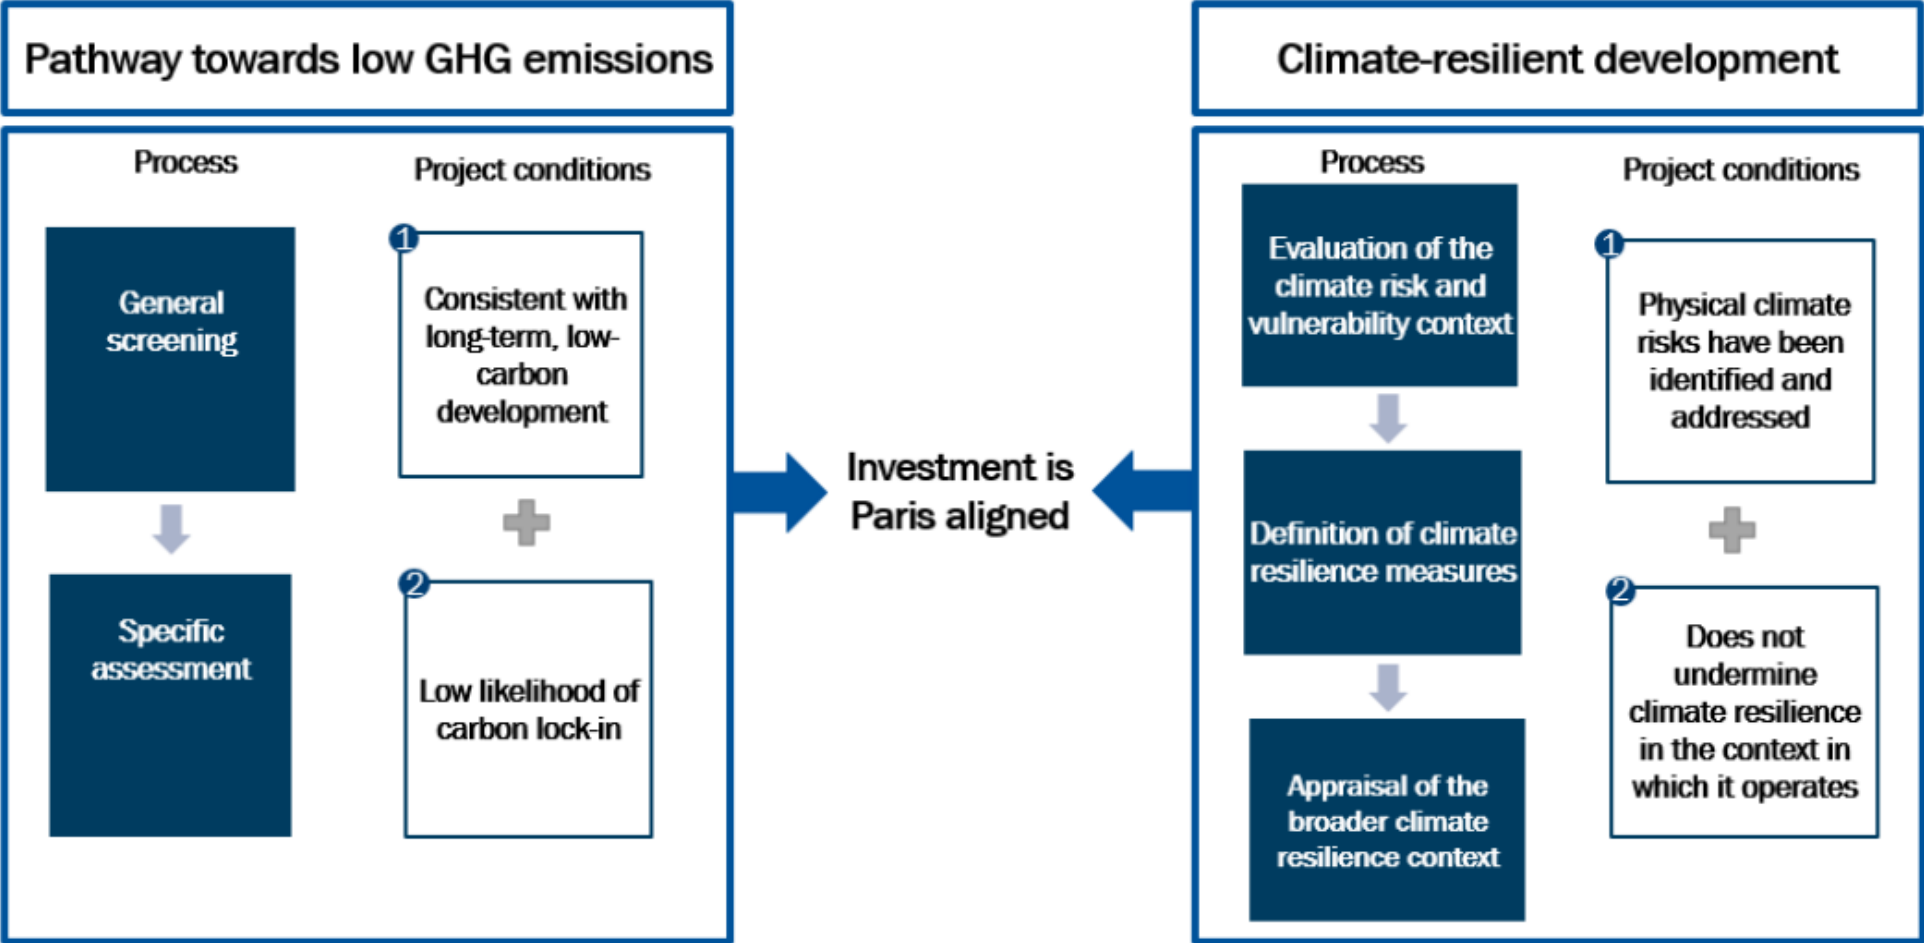 Pathway towards low GHG emissions
Process
Project conditions
General
screening
1
Consistent with
long-term, low-
carbon
development
Specific
assessment
2
Low likelihood of
carbon lock-in
Investment is
Paris aligned
Climate-resilient development
Process
Project conditions
Evaluation of the
climate risk and
vulnerability context
Definition of climate
resilience measures
Appraisal of the
broader climate
resilience context
1
Physical climate
risks have been
identified and
addressed
2
Does not
undermine
climate resilience
in the context in
which it operates